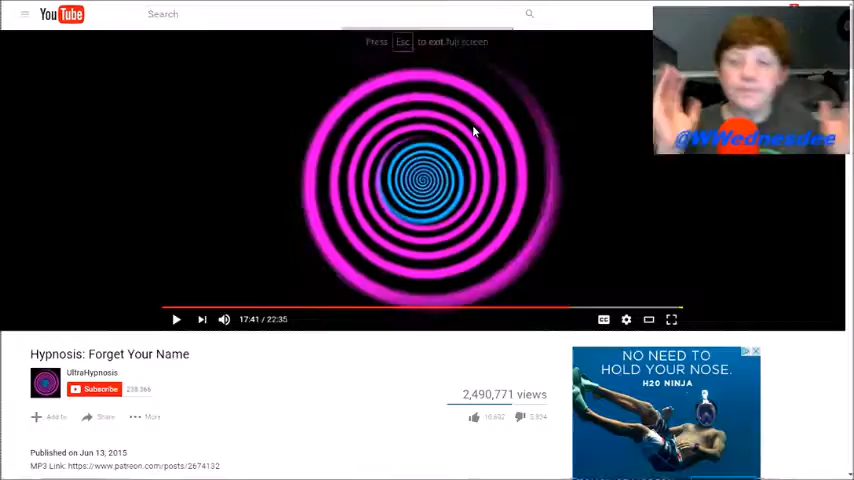 YouTube
Search
Press Esc to exit full screen
@WWednesdee
17:41 / 22:35
CC
Hypnosis: Forget Your Name
UltraHypnosis
Subscribe
2,490,771 views
Add to
Share
More
Published on Jun 13, 2015
MP3 Link: https://www.patreon.com/posts/2674132
NO NEED TO
HOLD YOUR NOSE.
H2O NINJA